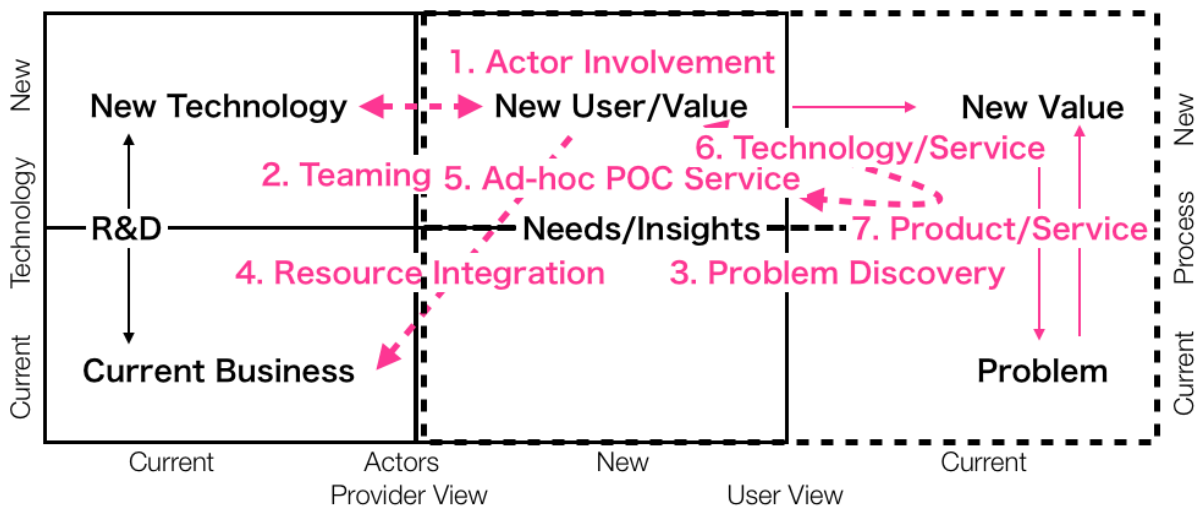 1. Actor Involvement
New
New Technology
New User/Value
New Value
New
6. Technology/Service
2. Teaming
5. Ad-hoc POC Service
Technology
R&D
Needs/Insights
7. Product/Service
Process
4. Resource Integration
3. Problem Discovery
Current
Current Business
Problem
Current
Current
Actors
New
Current
Provider View
User View